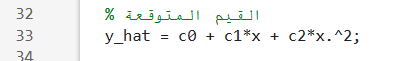 32 % القيم المتوقعة
33 y_hat = c0 + c1*x + c2*x.^2;
34